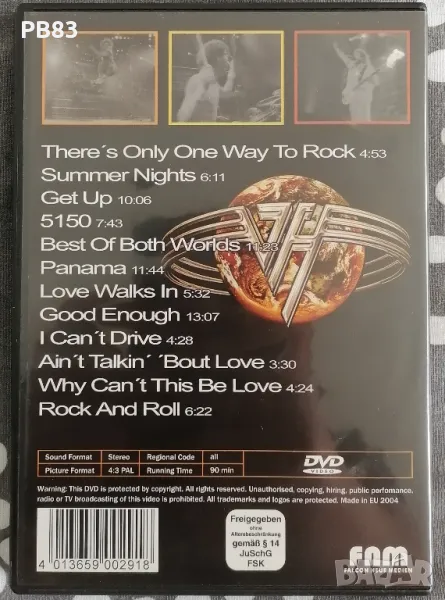 PB83
There´s Only One Way To Rock 4:53
Summer Nights 6:11
Get Up 10:06
5150 7:43
Best Of Both Worlds 11:23
Panama 11:44
Love Walks In 5:32
Good Enough 13:07
I Can´t Drive 4:28
Ain´t Talkin´ ´Bout Love 3:30
Why Can´t This Be Love 4:24
Rock And Roll 6:22
VH
Sound Format Stereo Regional Code all
Picture Format 4:3 PAL Running Time 90 min
DVD
VIDEO
Warning: This DVD is protected by copyright. All rights reserved. Unauthorised, copying, hiring, public perfomance.
radio or TV broadcasting of this video is prohibited. All trademarks and logos are protected. Made in EU 2004
4 013659 002918
Freigegeben
ohne
Altersbeschränkung
gemäß § 14
JuSchG
FSK
FNM
FALCON NEUE MEDIEN